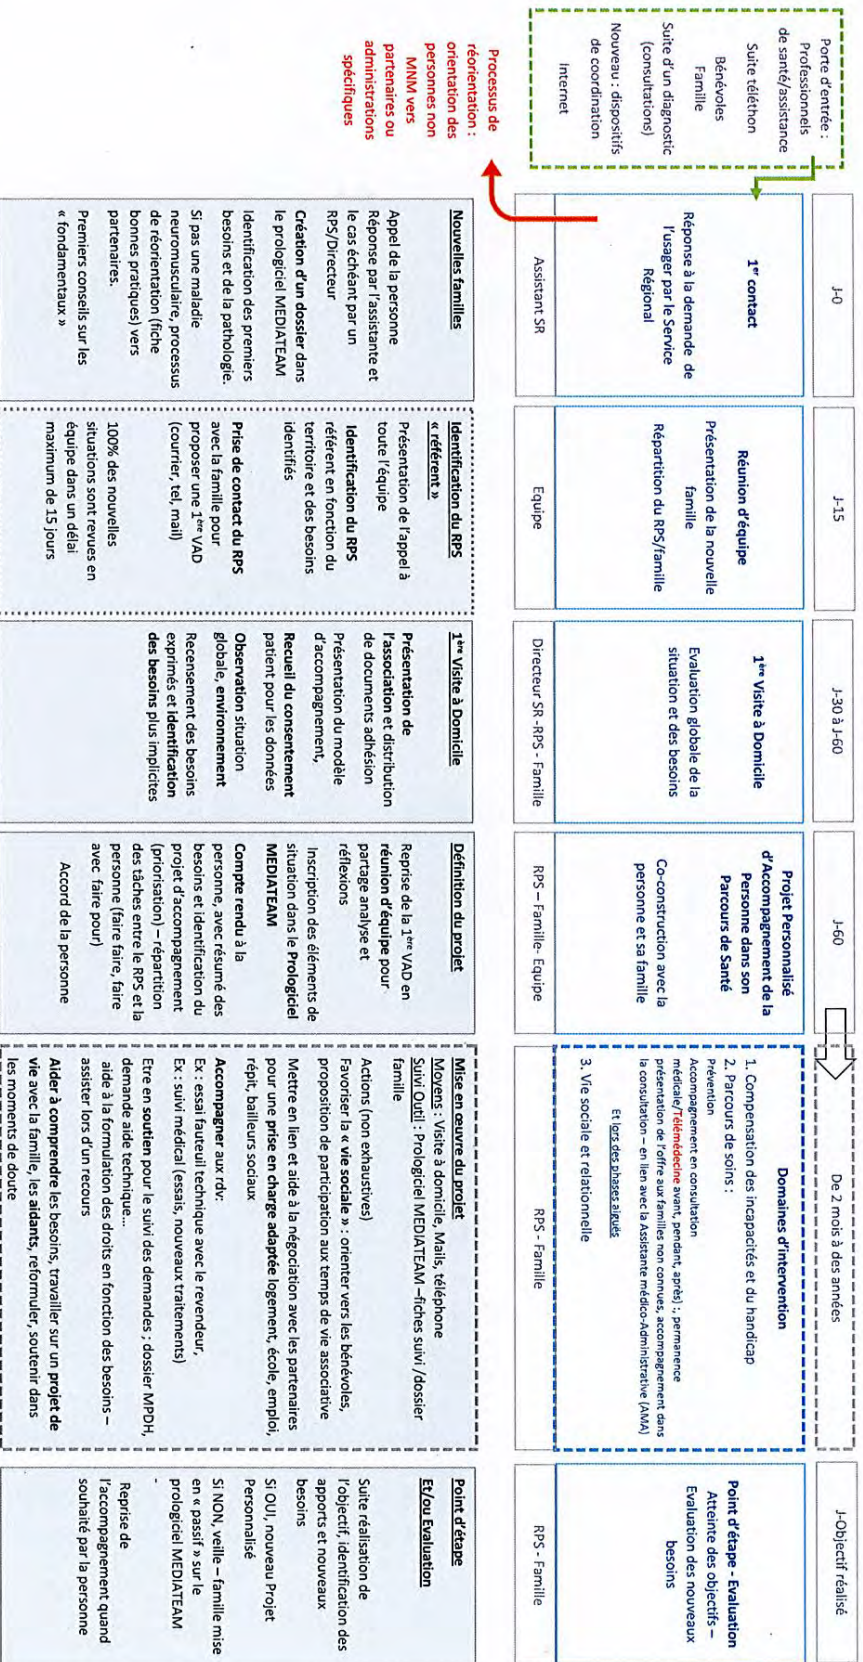 Porte d'entrée :
Professionnels
de santé/assistance
Suite téléthon
Bénévoles
Famille
Suite d'un diagnostic
(consultations)
Nouveau : dispositifs
de coordination
Internet
Processus de
réorientation :
orientation des
personnes non
MNM vers
partenaires ou
administrations
spécifiques
J-0
1er contact
Réponse à la demande de
l'usager par le Service
Régional
Assistant SR
Nouvelles familles
Appel de la personne
Réponse par l'assistante et
le cas échéant par un
RPS/Directeur
Création d'un dossier dans
le prologiciel MEDIATEAM
Identification des premiers
besoins et de la pathologie.
Si pas une maladie
neuromusculaire, processus
de réorientation (fiche
bonnes pratiques) vers
partenaires.
Premiers conseils sur les
« fondamentaux »
J-15
Réunion d'équipe
Présentation de la nouvelle
famille
Répartition du RPS/famille
Equipe
Identification du RPS
« référent »
Présentation de l'appel à
toute l'équipe
Identification du RPS
référent en fonction du
territoire et des besoins
identifiés
Prise de contact du RPS
avec la famille pour
proposer une 1ère VAD
(courrier, tel, mail)
100% des nouvelles
situations sont revues en
équipe dans un délai
maximum de 15 jours
J-30 à J-60
1ère Visite à Domicile
Evaluation globale de la
situation et des besoins
Directeur SR -RPS - Famille
1ère Visite à Domicile
Présentation de
l'association et distribution
de documents adhésion
Présentation du modèle
d'accompagnement,
Recueil du consentement
patient pour les données
Observation situation
globale, environnement
Recensement des besoins
exprimés et identification
des besoins plus implicites
J-60
Projet Personnalisé
d'Accompagnement de la
Personne dans son
Parcours de Santé
Co-construction avec la
personne et sa famille
RPS – Famille- Equipe
Définition du projet
Reprise de la 1ère VAD en
réunion d'équipe pour
partage analyse et
réflexions
Inscription des éléments de
situation dans le Prologiciel
MEDIATEAM
Compte rendu à la
personne, avec résumé des
besoins et identification du
projet d'accompagnement
(priorisation) – répartition
des tâches entre le RPS et la
personne (faire faire, faire
avec faire pour)
Accord de la personne
De 2 mois à des années
Domaines d'intervention
1. Compensation des incapacités et du handicap
2. Parcours de soins :
Prévention
Accompagnement en consultation
médicale/Télémédecine avant, pendant, après) :, permanence
présentation de l'offre aux familles non connues, accompagnement dans
la consultation – en lien avec la Assistante médico-Administrative (AMA)
Et lors des phases aiguës
3. Vie sociale et relationnelle
RPS - Famille
Mise en œuvre du projet
Moyens : Visite à domicile, Mails, téléphone
Suivi Outil : Prologiciel MEDIATEAM –fiches suivi /dossier
famille
Actions (non exhaustives)
Favoriser la « vie sociale » : orienter vers les bénévoles,
proposition de participation aux temps de vie associative
Mettre en lien et aide à la négociation avec les partenaires
pour une prise en charge adaptée logement, école, emploi,
répit, bailleurs sociaux
Accompagner aux rdv:
Ex : essai fauteuil technique avec le revendeur,
Ex : suivi médical (essais, nouveaux traitements)
Etre en soutien pour le suivi des demandes ; dossier MPDH,
demande aide technique...
aide à la formulation des droits en fonction des besoins –
assister lors d'un recours
Aider à comprendre les besoins, travailler sur un projet de
vie avec la famille, les aidants, reformuler, soutenir dans
les moments de doute
J-Objectif réalisé
Point d'étape - Evaluation
Atteinte des objectifs –
Evaluation des nouveaux
besoins
RPS - Famille
Point d'étape
Et/ou Evaluation
Suite réalisation de
l'objectif, identification des
apports et nouveaux
besoins
Si OUI, nouveau Projet
Personnalisé
Si NON, veille – famille mise
en « passif » sur le
prologiciel MEDIATEAM
-
Reprise de
l'accompagnement quand
souhaité par la personne